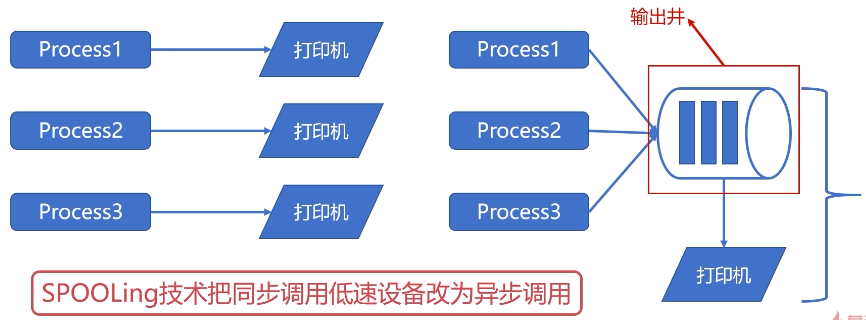 Process1
打印机
Process2
打印机
Process3
打印机
输出井
Process1
Process2
Process3
打印机
SPOOLing技术把同步调用低速设备改为异步调用